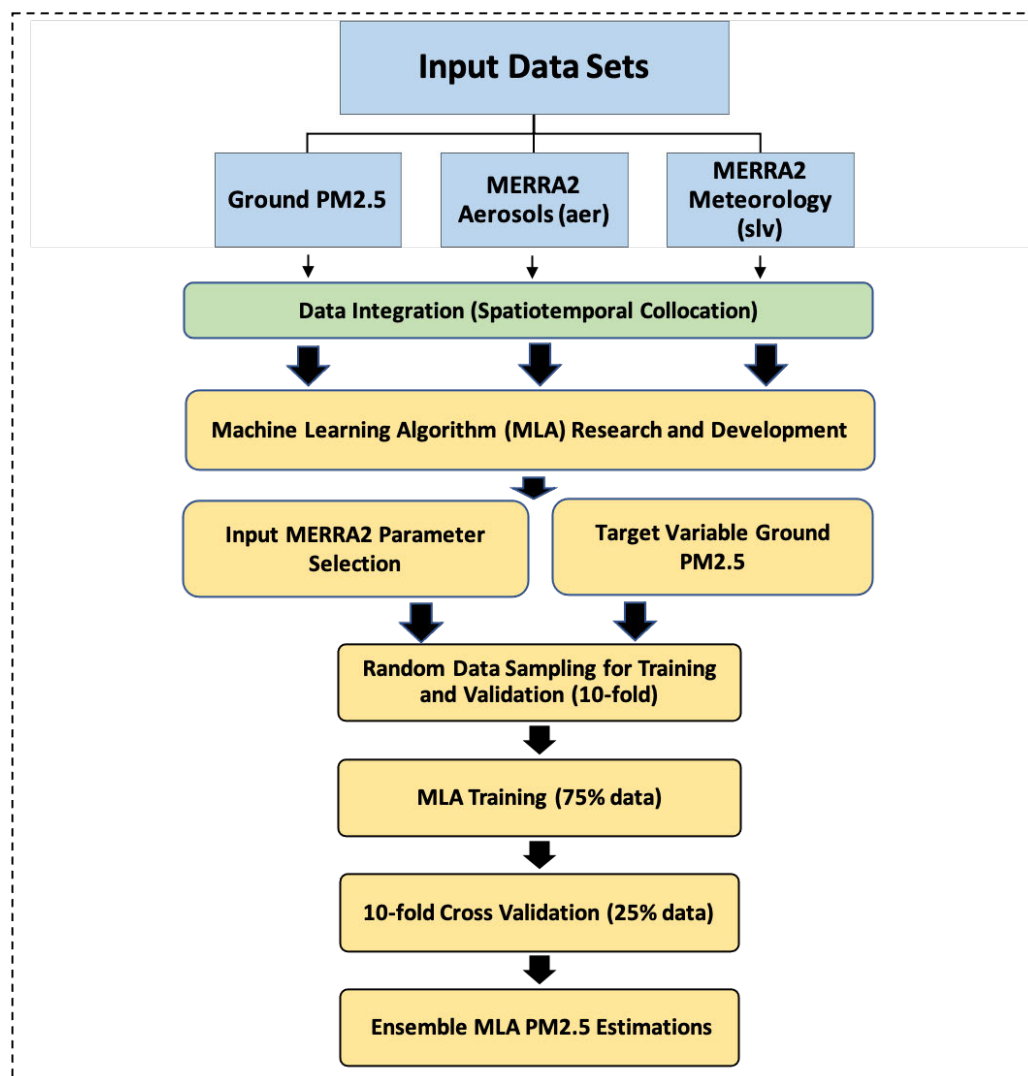 Input Data Sets
Ground PM2.5
MERRA2
Aerosols (aer)
MERRA2
Meteorology
(slv)
Data Integration (Spatiotemporal Collocation)
Machine Learning Algorithm (MLA) Research and Development
Input MERRA2 Parameter
Selection
Target Variable Ground
PM2.5
Random Data Sampling for Training
and Validation (10-fold)
MLA Training (75% data)
10-fold Cross Validation (25% data)
Ensemble MLA PM2.5 Estimations